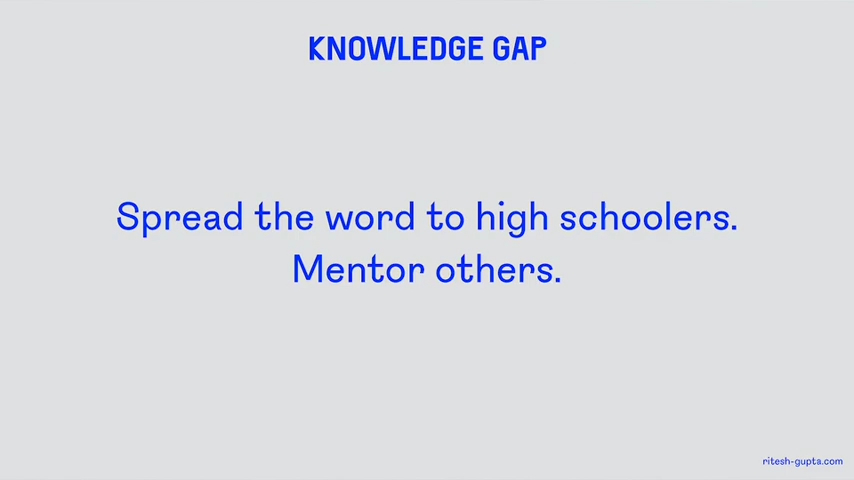 KNOWLEDGE GAP
Spread the word to high schoolers.
Mentor others.
ritesh-gupta.com